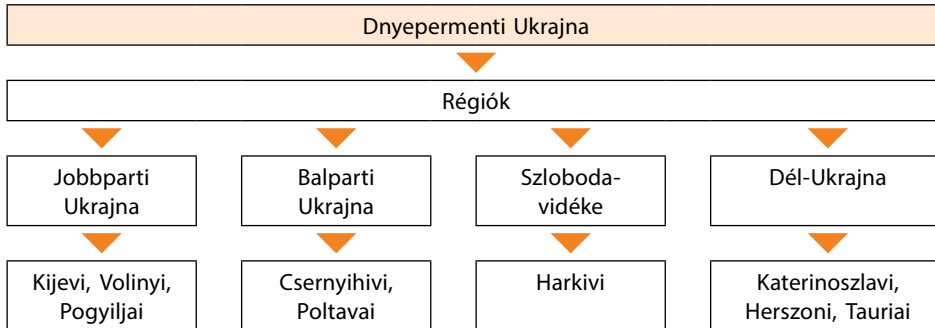 Dnyepermenti Ukrajna
Régiók
Jobbparti
Ukrajna
Balparti
Ukrajna
Szloboda-
vidéke
Dél-Ukrajna
Kijevi, Volinyi,
Pogyiljai
Csernyihivi,
Poltavai
Harkivi
Katerinoszlavi,
Herszoni, Tauriai